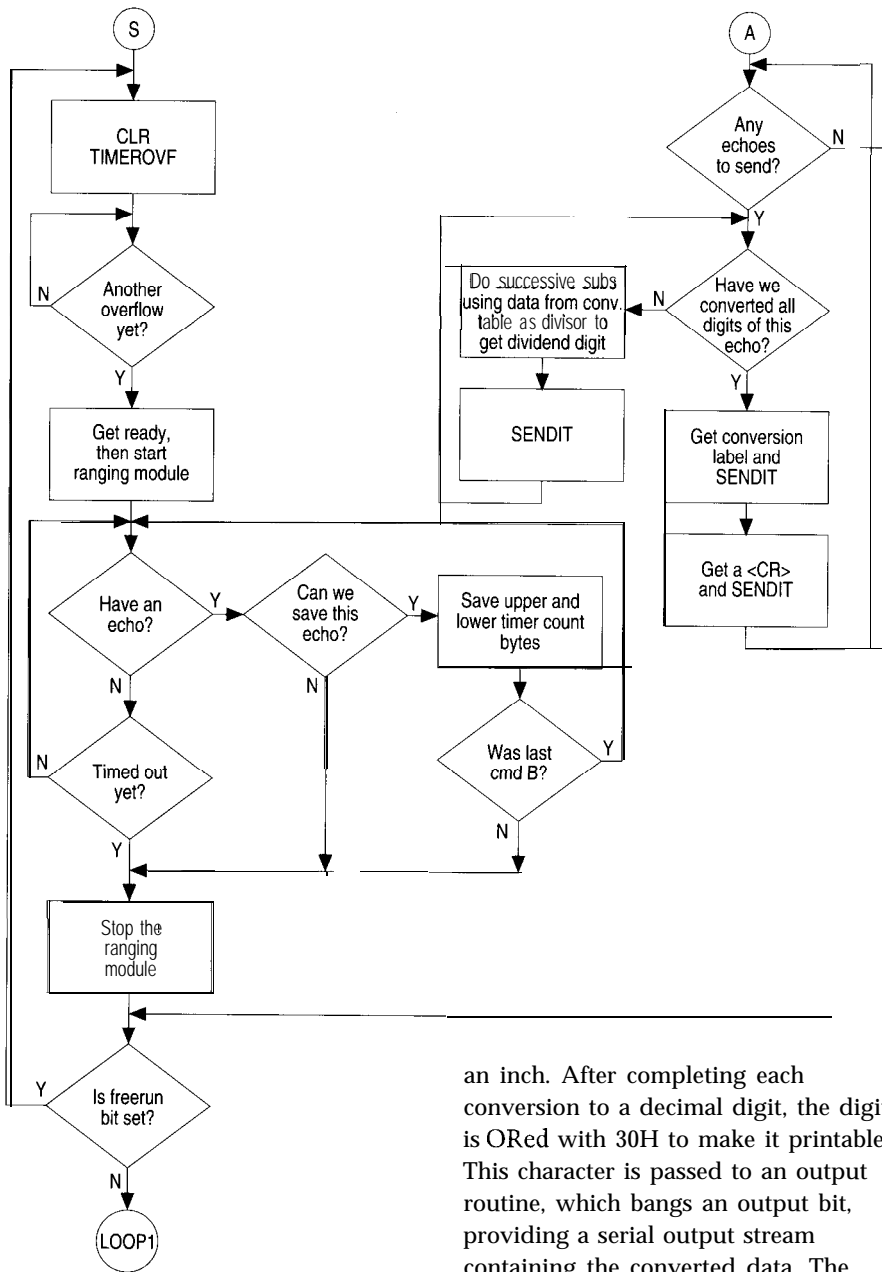 S
CLR
TIMEROVF
N
Another
overflow
yet?
Y
Get ready,
then start
ranging module
Have an
echo?
Y
N
Can we
save this
echo?
Y
N
Save upper and
lower timer count
bytes
Was last
cmd B?
Y
N
Timed out
yet?
N
Y
Stop the
ranging
module
Is freerun
bit set?
Y
N
LOOP1
A
Any
echoes
to send?
N
Y
Have we
converted all
digits of this
echo?
N
Y
Do successive subs
using data from conv.
table as divisor to
get dividend digit
SENDIT
Get conversion
label and
SENDIT
Get a <CR>
and SENDIT
an inch. After completing each
conversion to a decimal digit, the digi
is ORed with 30H to make it printable
This character is passed to an output
routine, which bangs an output bit,
providing a serial output stream
containing the converted data. The